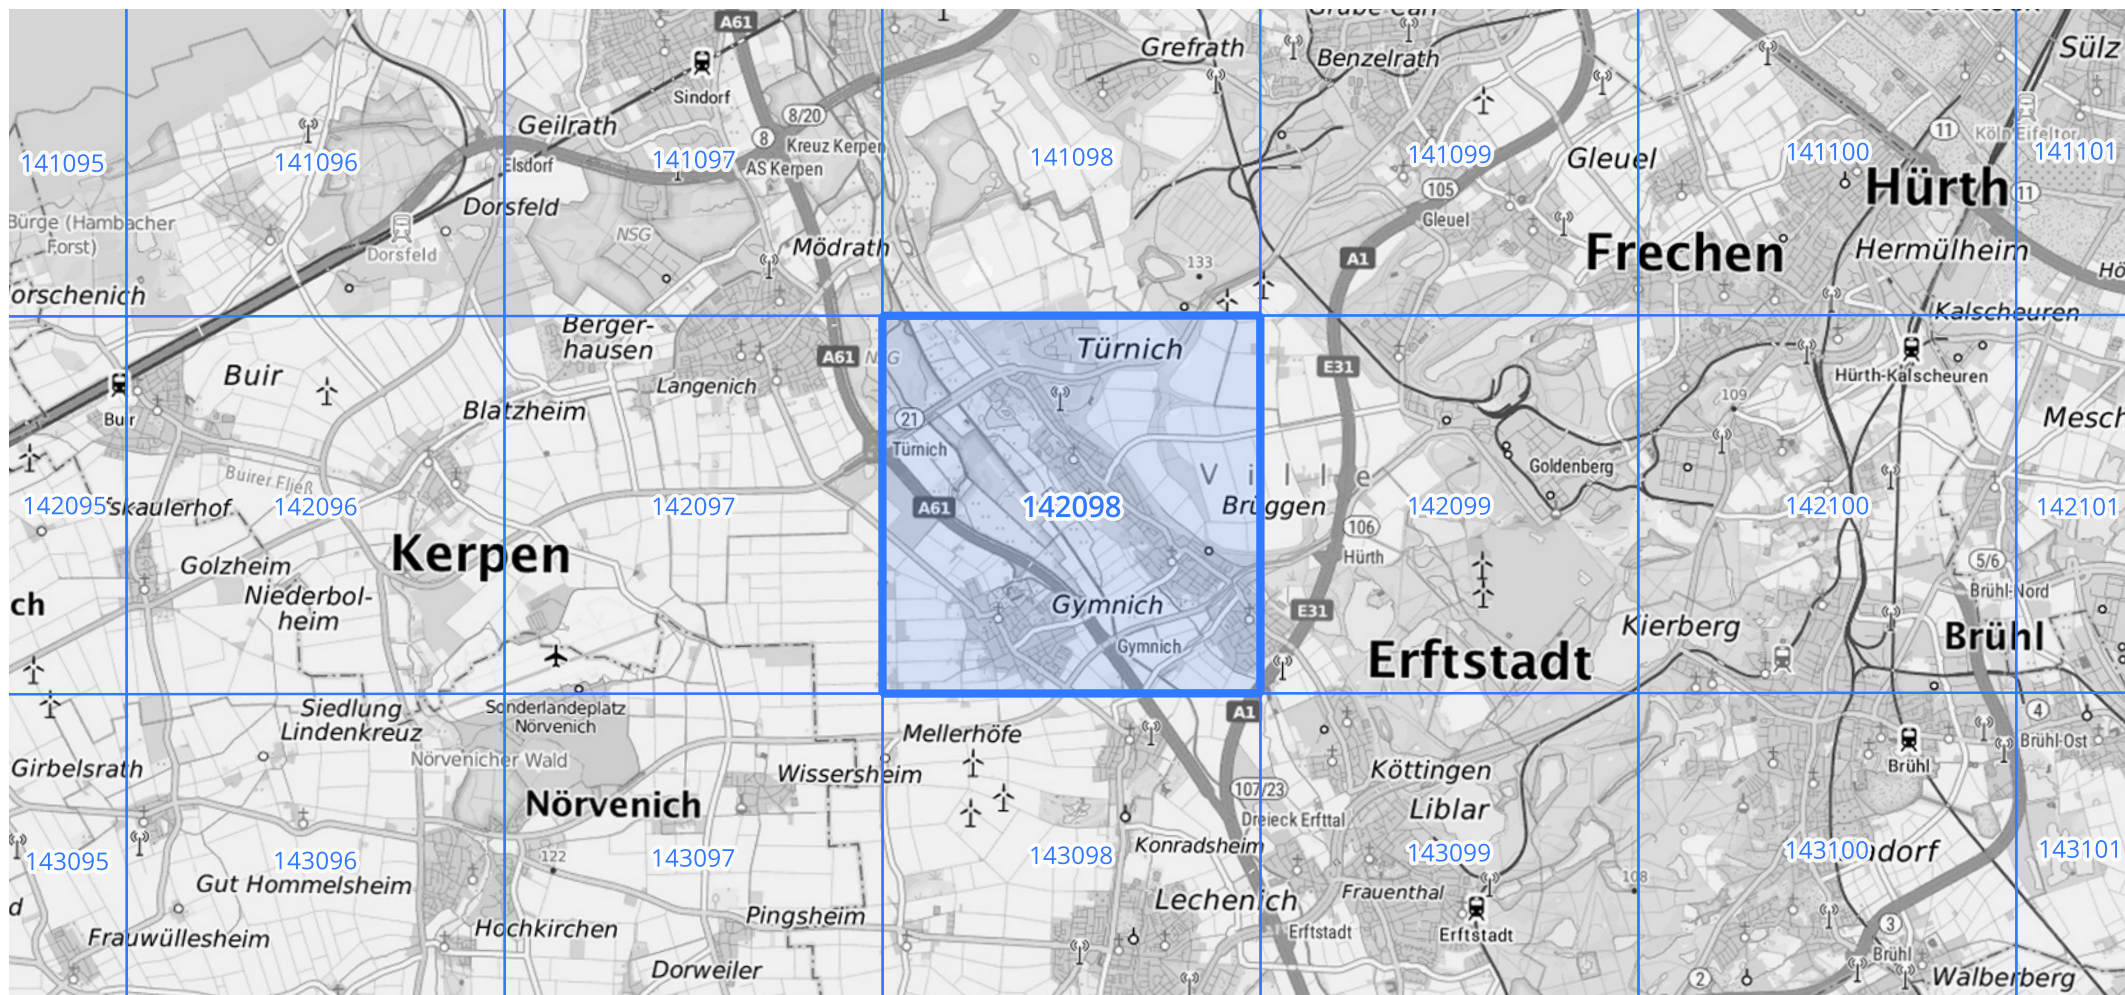 A61
Grefrath
Benzelrath
Sülz
Sindorf
8/20
Geilrath
8
Kreuz Kerpen
11
Köln Eifeltor
141095
141096
Elsdorf
141097
AS Kerpen
141098
141099
Gleuel
141100
141101
105
Gleuel
Hürth
11
Dorsfeld
Bürge (Hambacher
Forst)
NSG
Dorsfeld
Mödrath
133
A1
Frechen
Hermülheim
Hö
orschenich
Berger-
hausen
Kalscheuren
Türnich
A61
NSG
E31
Buir
Langenich
Hürth-Kalscheuren
Buir
Blatzheim
21
109
Mesch
Türnich
Buirer Fließ
Ville
Goldenberg
142095
fskaulerhof
142096
142097
A61
142098
Brüggen
142099
142100
142101
106
Hürth
Kerpen
Golzheim
5/6
Brühl-Nord
ch
Niederbol-
heim
Gymnich
E31
Gymnich
Kierberg
Brühl
Erftstadt
Siedlung
Lindenkreuz
Sonderlandeplatz
Nörvenich
A1
4
Brühl-Ost
Mellerhöfe
Girbelsrath
Nörvenicher Wald
Wissersheim
Köttingen
Brühl
107/23
Nörvenich
Liblar
Dreieck Erfttal
143095
143096
122
143097
143098
Konradsheim
143099
143100
ndorf
143101
Gut Hommelsheim
Frauenthal
108
Lechenich
Pingsheim
d
Frauwüllesheim
Hochkirchen
Erftstadt
Erftstadt
3
Brühl
Dorweiler
2
Walberberg